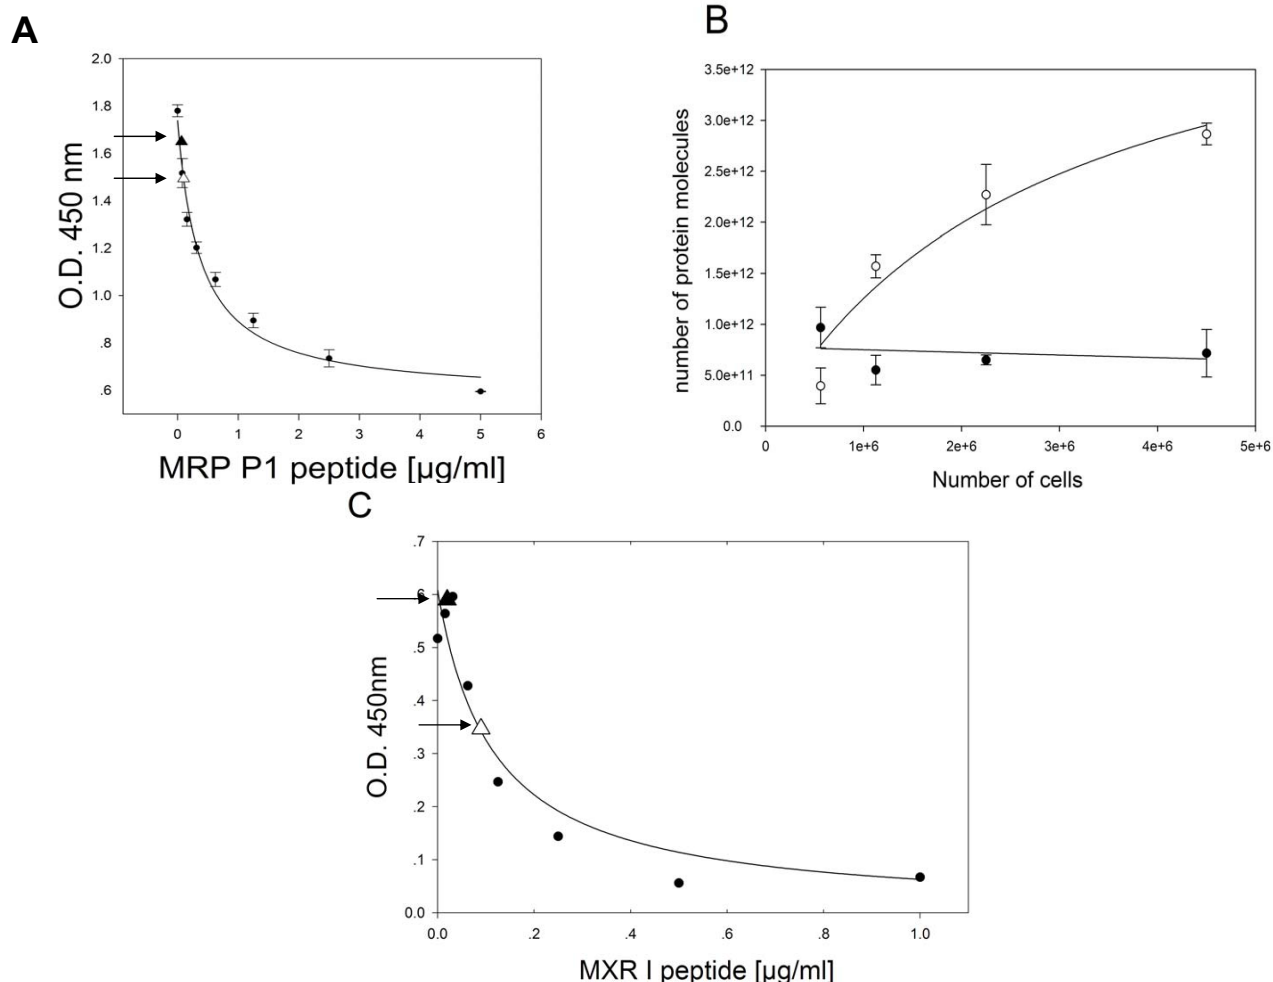 A
2.0
1.8
1.6
1.4
1.2
1.0
.8
.6
O.D. 450 nm
0 1 2 3 4 5 6
MRP P1 peptide [µg/ml]
B
3.5e+12
3.0e+12
2.5e+12
2.0e+12
1.5e+12
1.0e+12
5.0e+11
0.0
number of protein molecules
0 1e+6 2e+6 3e+6 4e+6 5e+6
Number of cells
C
.7
.6
.5
.4
.3
.2
.1
0.0
O.D. 450nm
0.0 .2 .4 .6 .8 1.0
MXR I peptide [µg/ml]